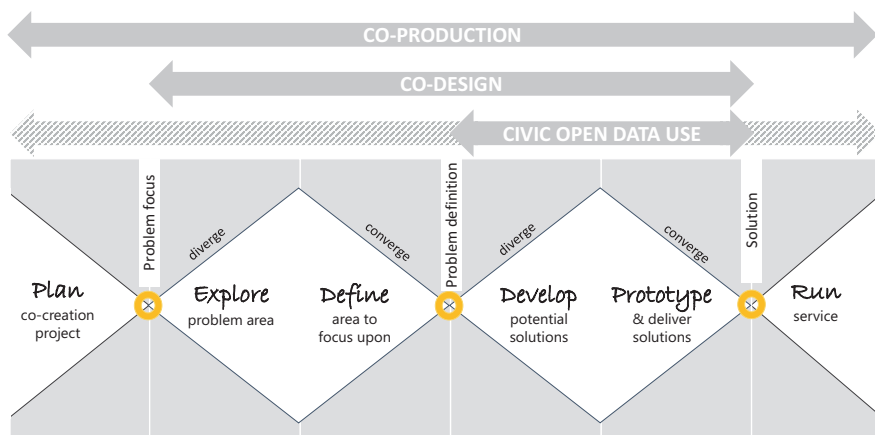 CO-PRODUCTION
CO-DESIGN
CIVIC OPEN DATA USE
Problem focus
Problem definition
Solution
diverge
converge
diverge
converge
Plan
co-creation
project
Explore
problem area
Define
area to
focus upon
Develop
potential
solutions
Prototype
& deliver
solutions
Run
service